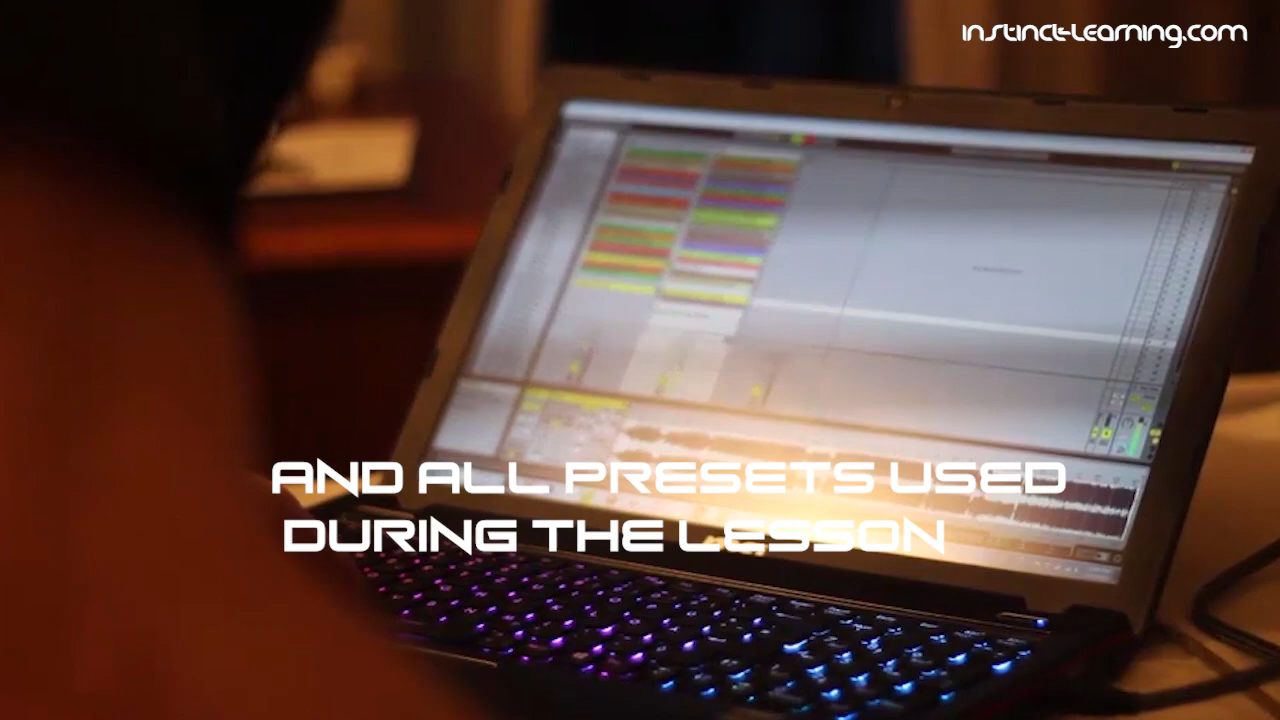 instinct-learning.com
AND ALL PRESETS USED
DURING THE LESSON